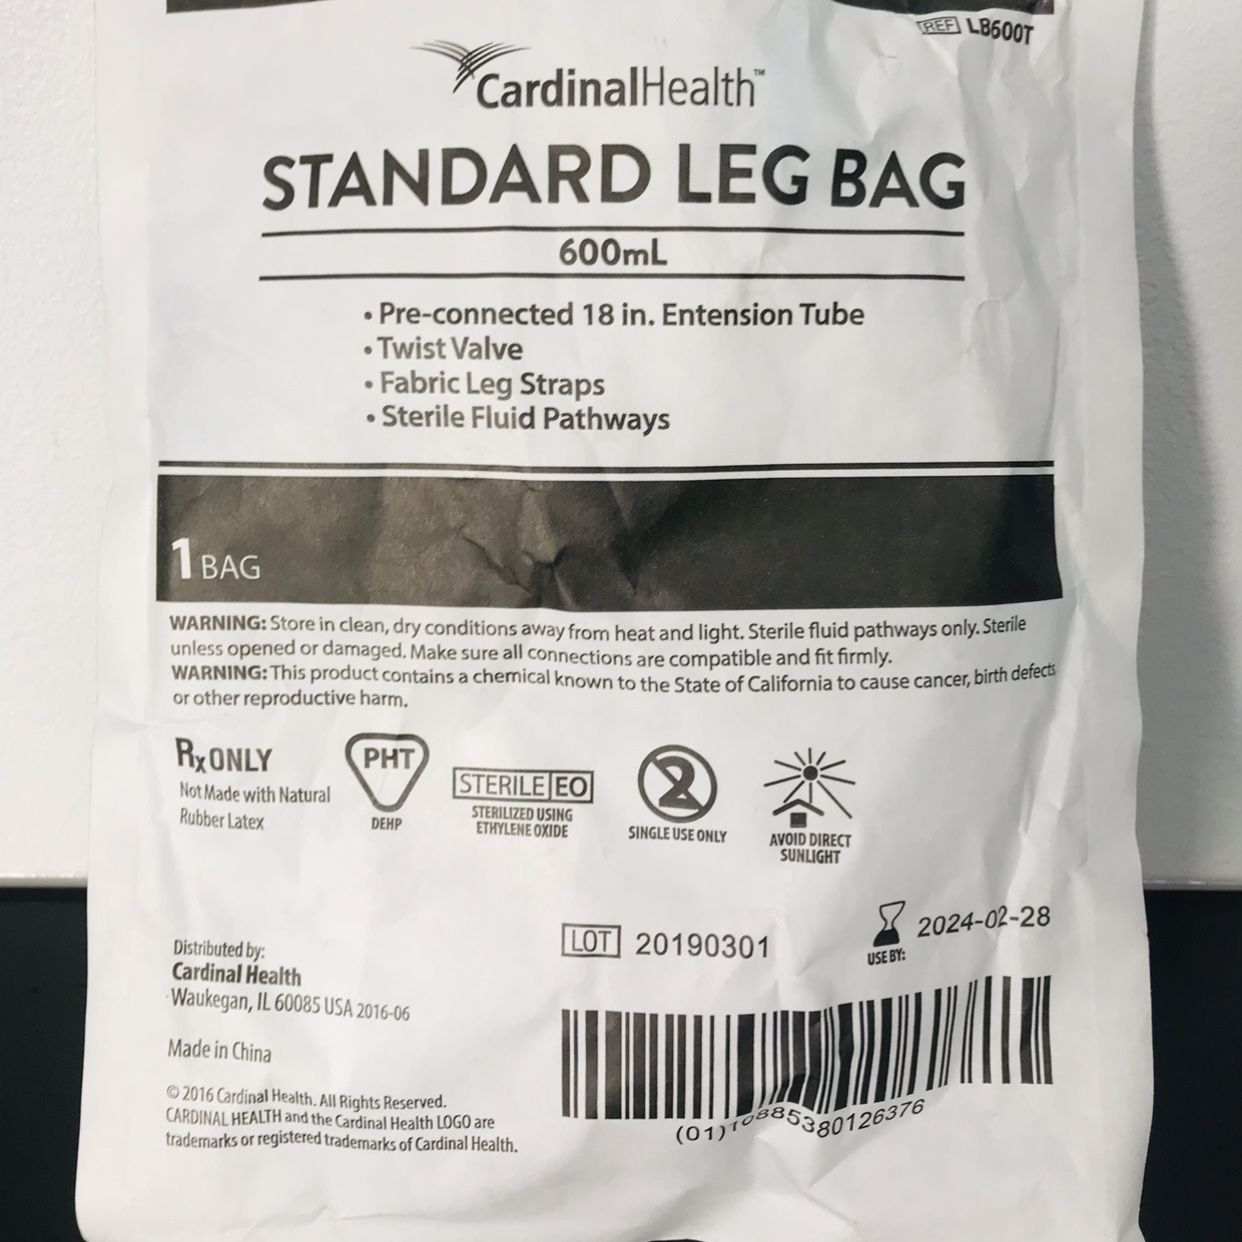 REF LB600T
CardinalHealth™
STANDARD LEG BAG
600mL
• Pre-connected 18 in. Entension Tube
• Twist Valve
• Fabric Leg Straps
• Sterile Fluid Pathways
1 BAG
WARNING: Store in clean, dry conditions away from heat and light. Sterile fluid pathways only. Sterile
unless opened or damaged. Make sure all connections are compatible and fit firmly.
WARNING: This product contains a chemical known to the State of California to cause cancer, birth defects
or other reproductive harm.
Rx ONLY
Not Made with Natural
Rubber Latex
PHT
DEHP
STERILE EO
STERILIZED USING
ETHYLENE OXIDE
2
SINGLE USE ONLY
AVOID DIRECT
SUNLIGHT
Distributed by:
Cardinal Health
Waukegan, IL 60085 USA 2016-06
Made in China
© 2016 Cardinal Health. All Rights Reserved.
CARDINAL HEALTH and the Cardinal Health LOGO are
trademarks or registered trademarks of Cardinal Health.
LOT 20190301
2024-02-28
USE BY:
(01)10885380126376